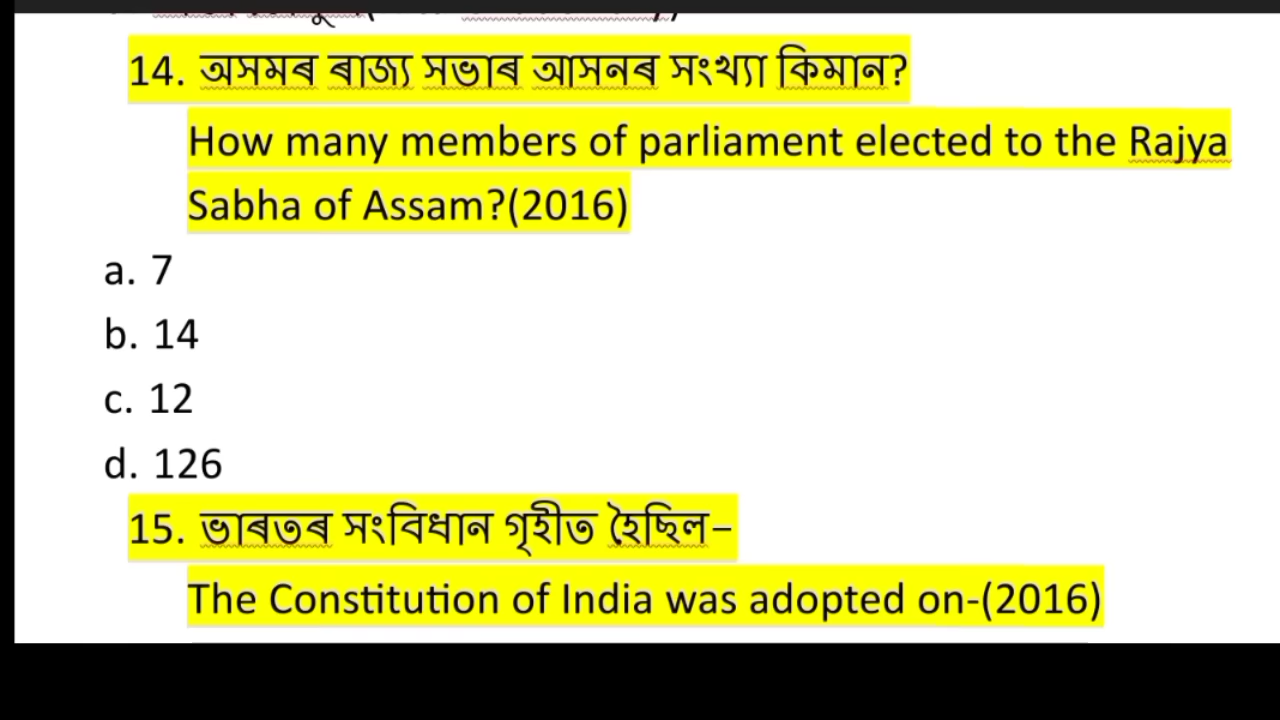 14. অসমৰ ৰাজ্য সভাৰ আসনৰ সংখ্যা কিমান?
How many members of parliament elected to the Rajya
Sabha of Assam?(2016)
a. 7
b. 14
c. 12
d. 126
15. ভাৰতৰ সংবিধান গৃহীত হৈছিল–
The Constitution of India was adopted on-(2016)